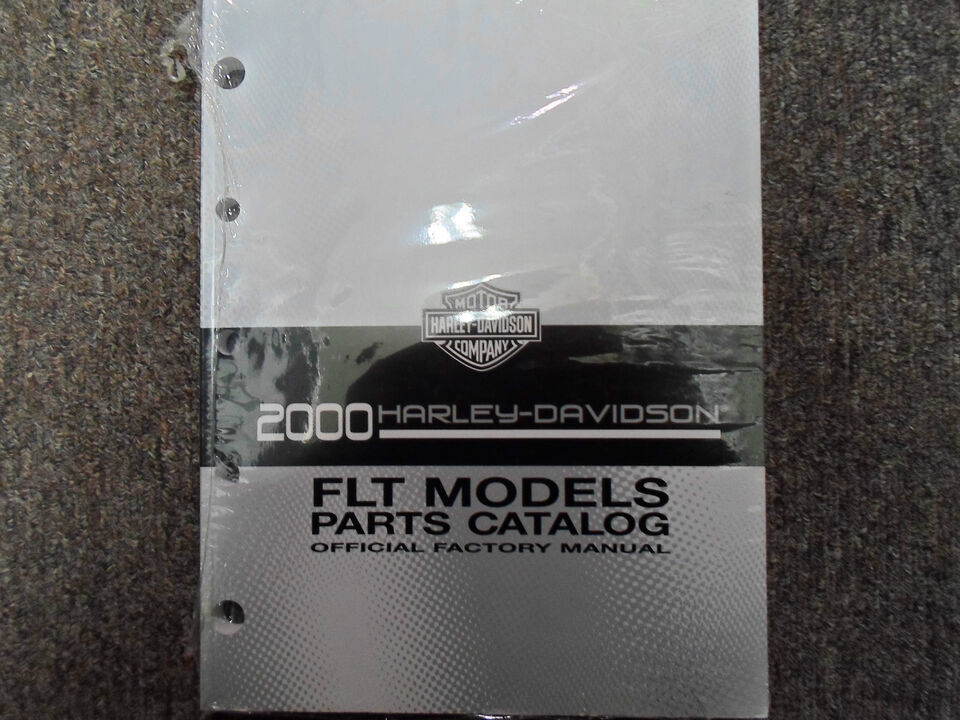 MOTOR
HARLEY-DAVIDSON
COMPANY
2000 HARLEY-DAVIDSON
FLT MODELS
PARTS CATALOG
OFFICIAL FACTORY MANUAL